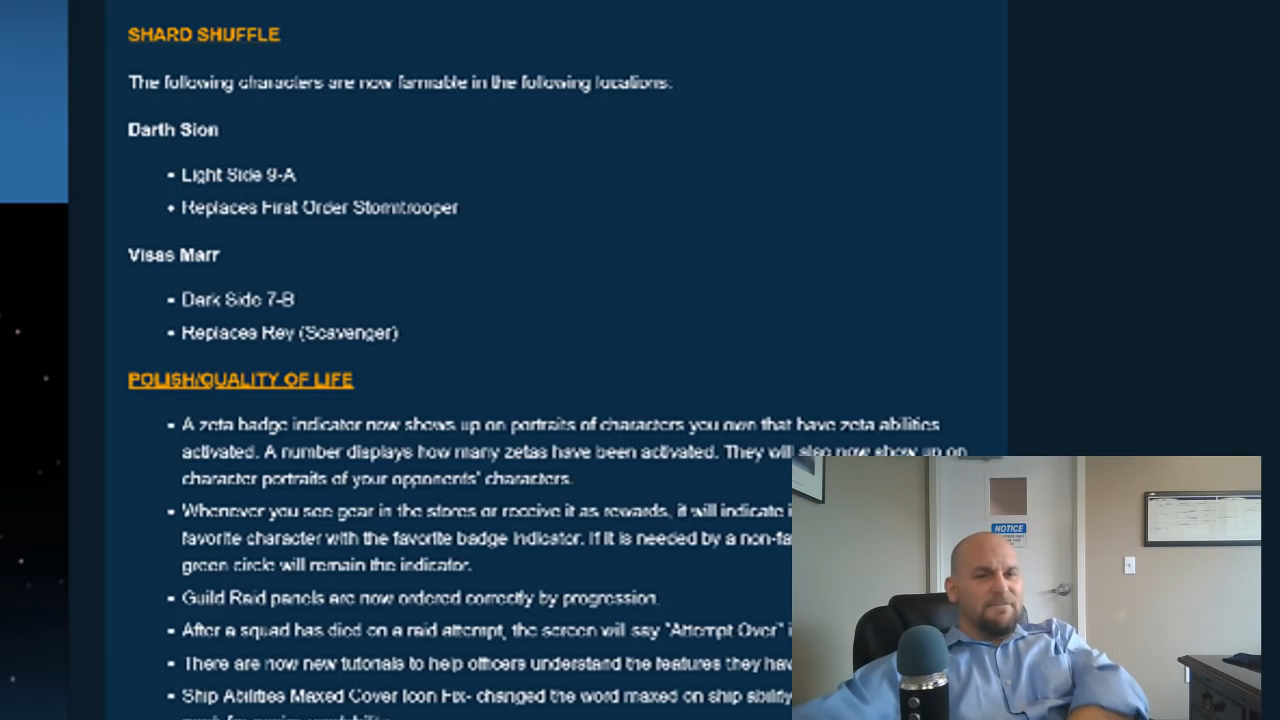 SHARD SHUFFLE
The following characters are now farmable in the following locations:
Darth Sion
• Light Side 9-A
• Replaces First Order Stormtrooper
Visas Marr
• Dark Side 7-B
• Replaces Rey (Scavenger)
POLISH/QUALITY OF LIFE
• A zeta badge indicator now shows up on portraits of characters you own that have zeta abilities
activated. A number displays how many zetas have been activated. They will also now show up on
character portraits of your opponents' characters.
• Whenever you see gear in the stores or receive it as rewards, it will indicate i
favorite character with the favorite badge indicator. If it is needed by a non-fa
green circle will remain the indicator.
• Guild Raid panels are now ordered correctly by progression.
• After a squad has died on a raid attempt, the screen will say "Attempt Over" i
• There are now new tutorials to help officers understand the features they hav
• Ship Abilities Maxed Cover Icon Fix- changed the word maxed on ship ability
NOTICE